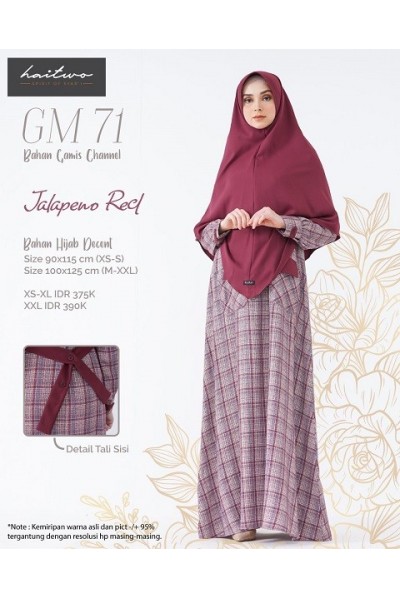 haitwo
GM 71
Bahan Gamis Channel
Jalapeno Red
Bahan Hijab Decont
Size 90x115 cm (XS-S)
Size 100x125 cm (M-XXL)
XS-XL IDR 375K
XXL IDR 390K
Detail Tali Sisi
*Note : Kemiripan warna asli dan pict -/+ 95%
tergantung dengan resolusi hp masing-masing.